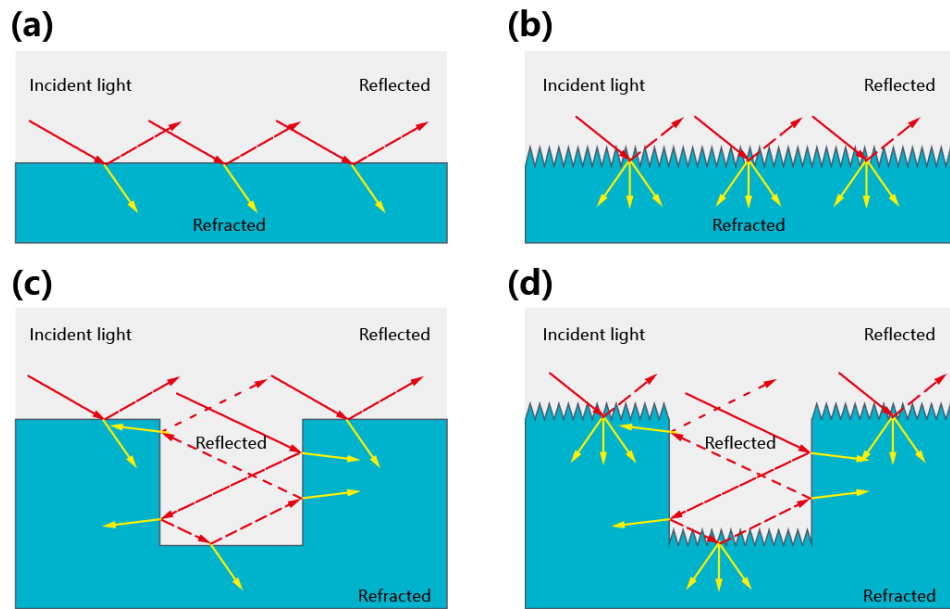 (a)
Incident light
Reflected
Refracted
(b)
Incident light
Reflected
Refracted
(c)
Incident light
Reflected
Reflected
Refracted
(d)
Incident light
Reflected
Reflected
Refracted